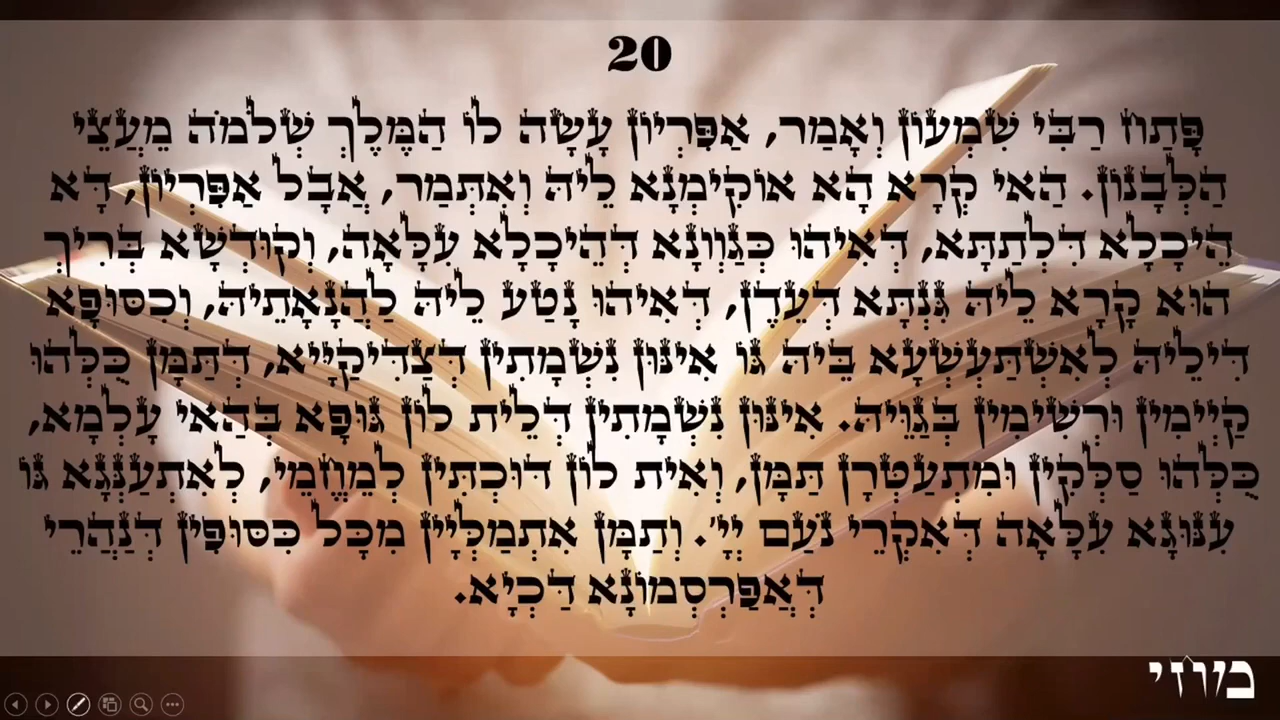 20
פָּתַח רַבִּי שִׁמְעוֹן וְאָמַר, אַפִּרְיוֹן עָשָׂה לוֹ הַמֶּלֶךְ שְׁלֹמֹה מֵעֲצֵי
הַלְּבָנוֹן. הַאי קְרָא הָא אוֹקִימְנָא לֵיהּ וְאִתְּמַר, אֲבָל אַפִּרְיוֹן, דָּא
הֵיכָלָא דִּלְתַתָּא, דְּאִיהוּ כְּגַוְונָא דְּהֵיכָלָא עִלָּאָה, וְקוּדְשָׁא בְּרִיךְ
הוּא קָרָא לֵיהּ גִּנְתָּא דְּעֵדֶן, דְּאִיהוּ נָטַע לֵיהּ לַהֲנָאָתֵיהּ, וְכִסּוּפָא
דִּילֵיהּ לְאִשְׁתַּעְשְׁעָא בֵּיהּ גּוֹ אִינּוּן נִשְׁמָתִין דְּצַדִּיקַיָּיא, דְּתַמָּן כֻּלְּהוּ
קַיְימִין וּרְשִׁימִין בְּגַוֵּיהּ. אִינּוּן נִשְׁמָתִין דְּלֵית לוֹן גּוּפָא בְּהַאי עָלְמָא,
כֻּלְּהוּ סַלְּקִין וּמִתְעַטְּרָן תַּמָּן, וְאִית לוֹן דּוּכְתִּין לְמֵחֱמֵי, לְאִתְעַנְּגָא גּוֹ
עִנּוּגָא עִלָּאָה דְּאִקְרֵי נֹעַם יְיָ'. וְתַמָּן אִתְמַלְּיָין מִכָּל כִּסּוּפִין דְּנַהֲרֵי
דְּאֲפַּרְסְמוֹנָא דַּכְיָא.